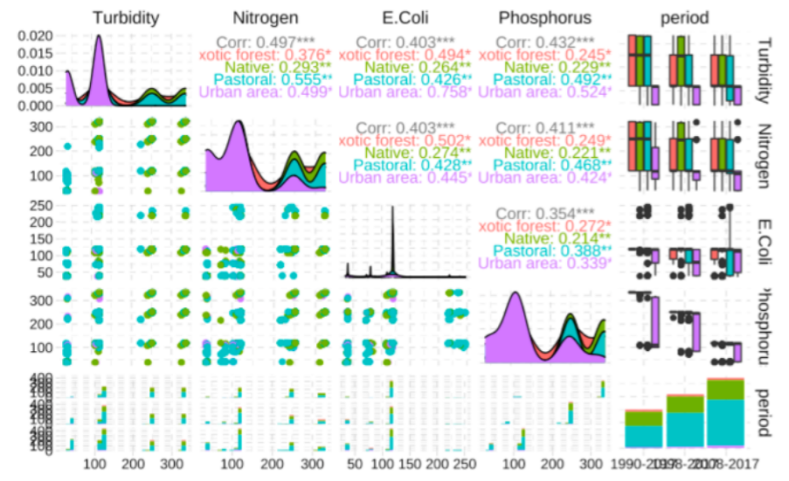 Turbidity Nitrogen E.Coli Phosphorus period
0.020
0.015
0.010
0.005
0.000
Corr: 0.497***
xotic forest: 0.376*
Native: 0.293**
Pastoral: 0.555**
Urban area: 0.499*
Corr: 0.403***
xotic forest: 0.494*
Native: 0.264**
Pastoral: 0.426**
Urban area: 0.758*
Corr: 0.432***
xotic forest: 0.245*
Native: 0.229**
Pastoral: 0.492**
Urban area: 0.524*
Turbidity
300
200
100
Corr: 0.403***
xotic forest: 0.502*
Native: 0.274**
Pastoral: 0.428**
Urban area: 0.445*
Corr: 0.411***
xotic forest: 0.249*
Native: 0.221**
Pastoral: 0.468**
Urban area: 0.424*
Nitrogen
250
200
150
100
50
Corr: 0.354***
xotic forest: 0.272*
Native: 0.214**
Pastoral: 0.388**
Urban area: 0.339*
E.Coli
300
200
100
hosphoru
period
100 200 300 100 200 300 50 100 150 200 250 100 200 300